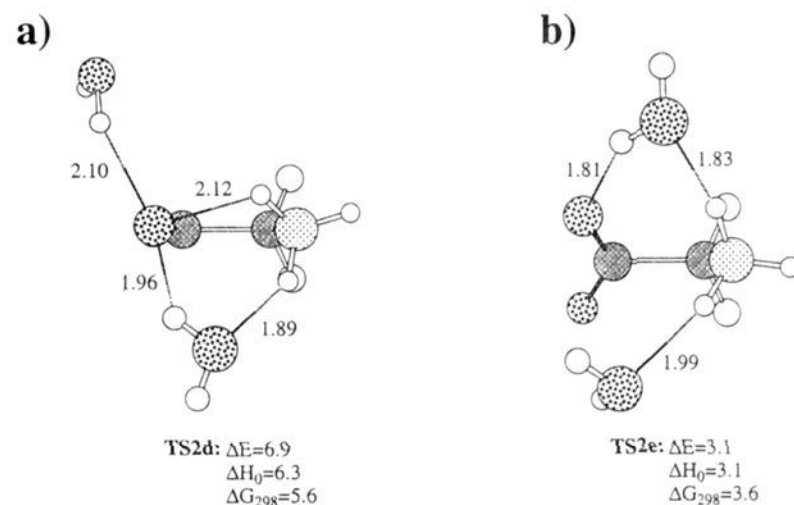 a)
2.10
2.12
1.96
1.89
TS2d: ΔE=6.9
ΔH₀=6.3
ΔG₂₉₈=5.6
b)
1.81
1.83
1.99
TS2e: ΔE=3.1
ΔH₀=3.1
ΔG₂₉₈=3.6